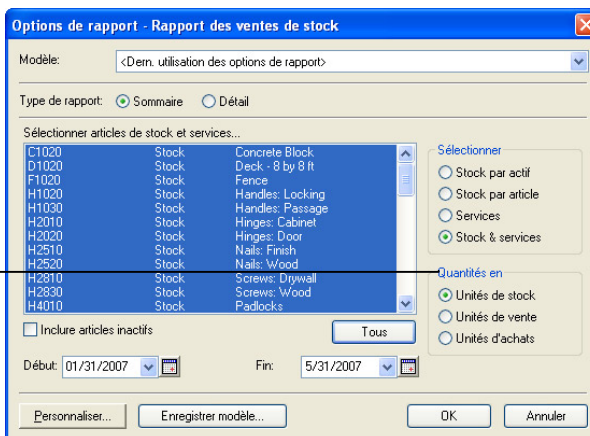 Options de rapport - Rapport des ventes de stock
Modèle: <Dern. utilisation des options de rapport>
Type de rapport: Sommaire Détail
Sélectionner articles de stock et services...
C1020 Stock Concrete Block
D1020 Stock Deck - 8 by 8 ft
F1020 Stock Fence
H1020 Stock Handles: Locking
H1030 Stock Handles: Passage
H2010 Stock Hinges: Cabinet
H2020 Stock Hinges: Door
H2510 Stock Nails: Finish
H2520 Stock Nails: Wood
H2810 Stock Screws: Drywall
H2830 Stock Screws: Wood
H4010 Stock Padlocks
Sélectionner
Stock par actif
Stock par article
Services
Stock & services
Quantités en
Unités de stock
Unités de vente
Unités d'achats
Inclure articles inactifs Tous
Début: 01/31/2007 Fin: 5/31/2007
Personnaliser... Enregistrer modèle... OK Annuler